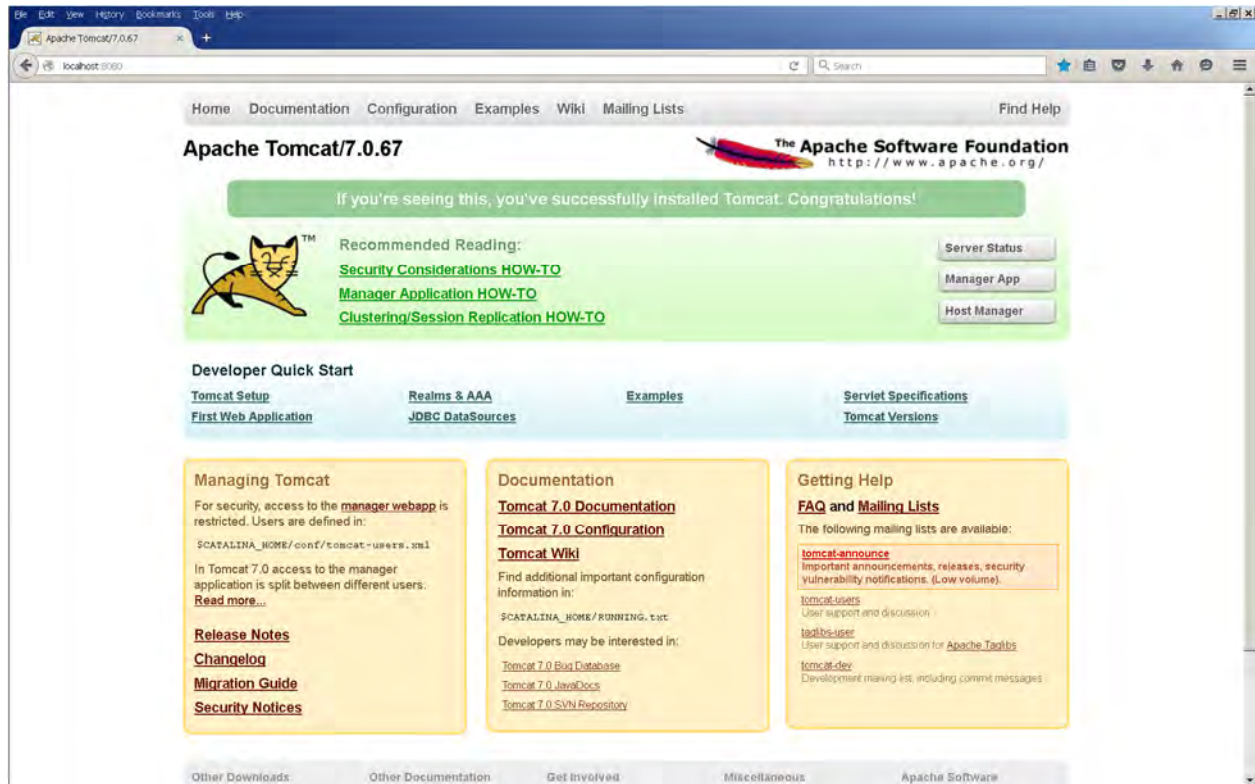 File Edit View History Bookmarks Tools Help
Apache Tomcat/7.0.67
localhost:8080
Search
Home Documentation Configuration Examples Wiki Mailing Lists Find Help
Apache Tomcat/7.0.67
The Apache Software Foundation
http://www.apache.org/
If you're seeing this, you've successfully installed Tomcat. Congratulations!
TM
Recommended Reading:
Security Considerations HOW-TO
Manager Application HOW-TO
Clustering/Session Replication HOW-TO
Server Status
Manager App
Host Manager
Developer Quick Start
Tomcat Setup
First Web Application
Realms & AAA
JDBC DataSources
Examples
Servlet Specifications
Tomcat Versions
Managing Tomcat
For security, access to the manager webapp is
restricted. Users are defined in:
$CATALINA_HOME/conf/tomcat-users.xml
In Tomcat 7.0 access to the manager
application is split between different users.
Read more...
Release Notes
Changelog
Migration Guide
Security Notices
Documentation
Tomcat 7.0 Documentation
Tomcat 7.0 Configuration
Tomcat Wiki
Find additional important configuration
information in:
$CATALINA_HOME/RUNNING.txt
Developers may be interested in:
Tomcat 7.0 Bug Database
Tomcat 7.0 JavaDocs
Tomcat 7.0 SVN Repository
Getting Help
FAQ and Mailing Lists
The following mailing lists are available:
tomcat-announce
Important announcements, releases, security
vulnerability notifications. (Low volume).
tomcat-users
User support and discussion
taglibs-user
User support and discussion for Apache Taglibs
tomcat-dev
Development mailing list, including commit messages
Other Downloads
Other Documentation
Get Involved
Miscellaneous
Apache Software